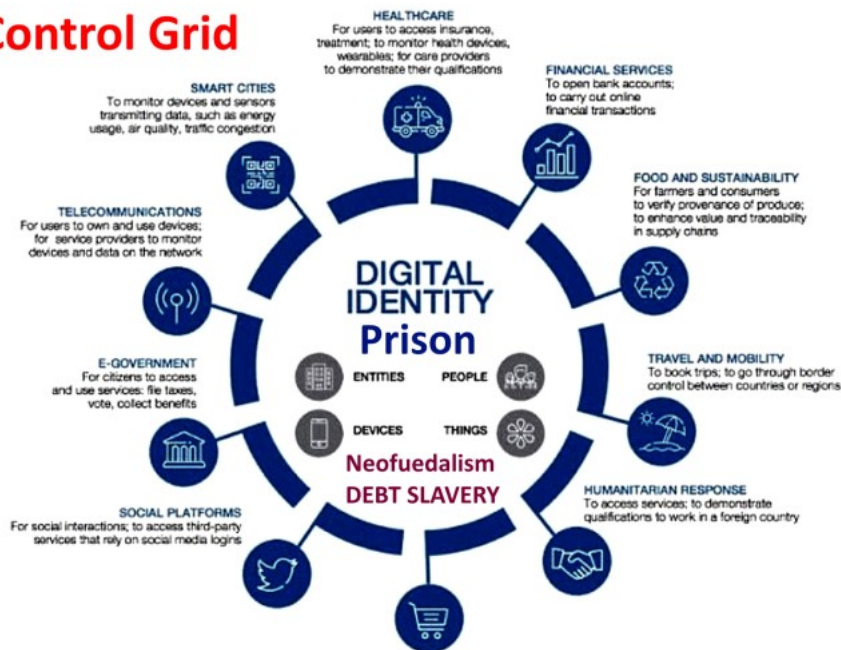 Control Grid
HEALTHCARE
For users to access insurance,
treatment; to monitor health devices,
wearables; for care providers
to demonstrate their qualifications
SMART CITIES
To monitor devices and sensors
transmitting data, such as energy
usage, air quality, traffic congestion
FINANCIAL SERVICES
To open bank accounts;
to carry out online
financial transactions
TELECOMMUNICATIONS
For users to own and use devices;
for service providers to monitor
devices and data on the network
FOOD AND SUSTAINABILITY
For farmers and consumers
to verify provenance of produce;
to enhance value and traceability
in supply chains
DIGITAL
IDENTITY
Prison
ENTITIES
PEOPLE
DEVICES
THINGS
Neofuedalism
DEBT SLAVERY
E-GOVERNMENT
For citizens to access
and use services: file taxes,
vote, collect benefits
TRAVEL AND MOBILITY
To book trips; to go through border
control between countries or regions
SOCIAL PLATFORMS
For social interactions; to access third-party
services that rely on social media logins
HUMANITARIAN RESPONSE
To access services; to demonstrate
qualifications to work in a foreign country